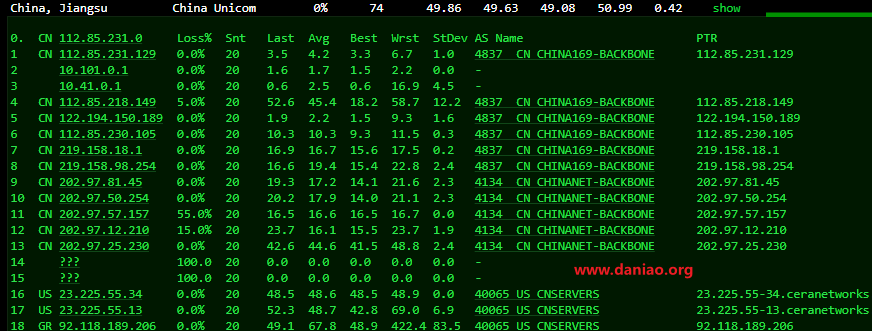 China, Jiangsu China Unicom 0% 74 49.86 49.63 49.08 50.99 0.42 show
0. CN 112.85.231.0 Loss% Snt Last Avg Best Wrst StDev AS Name PTR
1 CN 112.85.231.129 0.0% 20 3.5 4.2 3.3 6.7 1.0 4837 CN CHINA169-BACKBONE 112.85.231.129
2 10.101.0.1 0.0% 20 1.6 1.7 1.5 2.2 0.0 -
3 10.41.0.1 0.0% 20 0.6 2.5 0.6 16.9 4.5 -
4 CN 112.85.218.149 5.0% 20 52.6 45.4 18.2 58.7 12.2 4837 CN CHINA169-BACKBONE 112.85.218.149
5 CN 122.194.150.189 0.0% 20 1.9 2.2 1.5 9.3 1.6 4837 CN CHINA169-BACKBONE 122.194.150.189
6 CN 112.85.230.105 0.0% 20 10.3 10.3 9.3 11.5 0.3 4837 CN CHINA169-BACKBONE 112.85.230.105
7 CN 219.158.18.1 0.0% 20 16.9 16.7 15.6 17.5 0.2 4837 CN CHINA169-BACKBONE 219.158.18.1
8 CN 219.158.98.254 0.0% 20 16.6 19.4 15.4 22.8 2.4 4837 CN CHINA169-BACKBONE 219.158.98.254
9 CN 202.97.81.45 0.0% 20 19.3 17.2 14.1 21.6 2.3 4134 CN CHINANET-BACKBONE 202.97.81.45
10 CN 202.97.50.254 0.0% 20 20.2 17.9 14.0 21.1 2.3 4134 CN CHINANET-BACKBONE 202.97.50.254
11 CN 202.97.57.157 55.0% 20 16.5 16.6 16.5 16.7 0.0 4134 CN CHINANET-BACKBONE 202.97.57.157
12 CN 202.97.12.210 15.0% 20 23.7 16.1 15.5 23.7 1.9 4134 CN CHINANET-BACKBONE 202.97.12.210
13 CN 202.97.25.230 0.0% 20 42.6 44.6 41.5 48.8 2.4 4134 CN CHINANET-BACKBONE 202.97.25.230
14 ??? 100.0 20 0.0 0.0 0.0 0.0 0.0 -
15 ??? 100.0 20 0.0 0.0 0.0 0.0 0.0 -
www.daniao.org
16 US 23.225.55.34 0.0% 20 48.5 48.6 48.5 48.9 0.0 40065 US CNSERVERS 23.225.55-34.ceranetworks
17 US 23.225.55.13 0.0% 20 52.3 48.7 42.8 69.0 6.9 40065 US CNSERVERS 23.225.55-13.ceranetworks
18 GR 92.118.189.206 0.0% 20 49.1 67.8 48.9 422.4 83.5 40065 US CNSERVERS 92.118.189.206